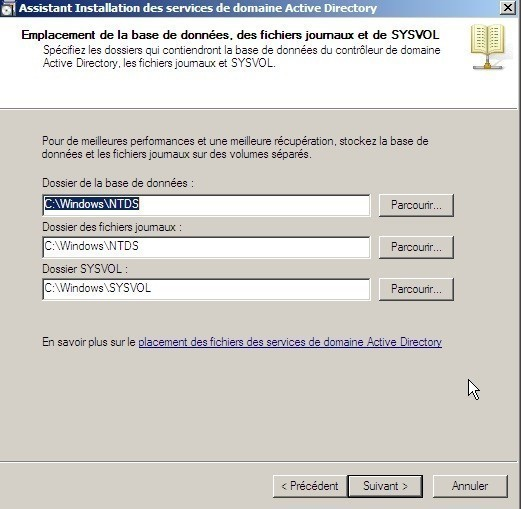 Assistant Installation des services de domaine Active Directory
Emplacement de la base de données, des fichiers journaux et de SYSVOL
Spécifiez les dossiers qui contiendront la base de données du contrôleur de domaine
Active Directory, les fichiers journaux et SYSVOL.
Pour de meilleures performances et une meilleure récupération, stockez la base de
données et les fichiers journaux sur des volumes séparés.
Dossier de la base de données :
C:\Windows\NTDS
Parcourir...
Dossier des fichiers journaux :
C:\Windows\NTDS
Parcourir...
Dossier SYSVOL :
C:\Windows\SYSVOL
Parcourir...
En savoir plus sur le placement des fichiers des services de domaine Active Directory
< Précédent Suivant > Annuler